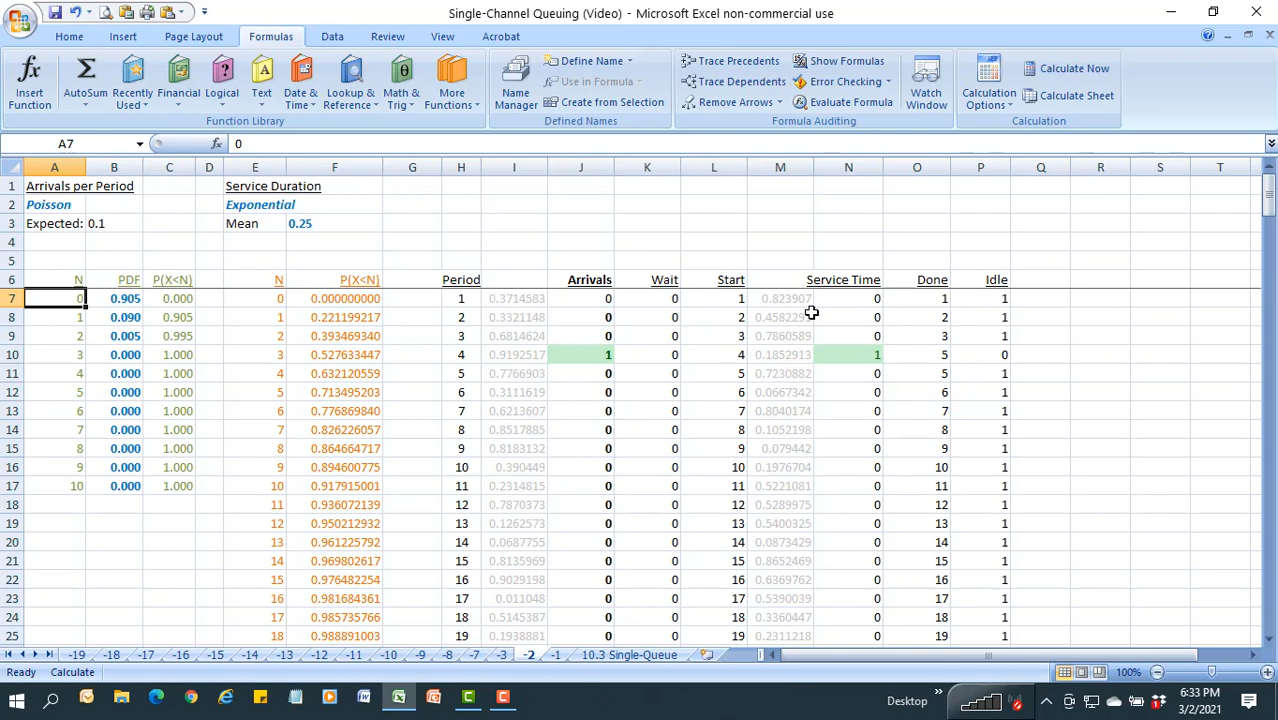 Single-Channel Queuing (Video) - Microsoft Excel non-commercial use
Home Insert Page Layout Formulas Data Review View Acrobat
Insert Function AutoSum Recently Used Financial Logical Text Date & Time Lookup & Reference Math & Trig More Functions
Function Library
Name Manager Define Name Use in Formula Create from Selection
Defined Names
Trace Precedents Trace Dependents Remove Arrows Show Formulas Error Checking Evaluate Formula Watch Window
Formula Auditing
Calculation Options Calculate Now Calculate Sheet
Calculation
A7 fx 0
A B C D E F G H I J K L M N O P Q R S T
1 Arrivals per Period Service Duration
2 Poisson Exponential
3 Expected: 0.1 Mean 0.25
4
5
6 N PDF P(X<N) N P(X<N) Period Arrivals Wait Start Service Time Done Idle
7 0 0.905 0.000 0 0.000000000 1 0.3714583 0 0 1 0.823907 0 1 1
8 1 0.090 0.905 1 0.221199217 2 0.3321148 0 0 2 0 2 1
9 2 0.005 0.995 2 0.393469340 3 0.6814624 0 0 3 0.7860589 0 3 1
10 3 0.000 1.000 3 0.527633447 4 0.9192517 1 0 4 0.1852913 1 5 0
11 4 0.000 1.000 4 0.632120559 5 0.7766903 0 0 5 0.7230882 0 5 1
12 5 0.000 1.000 5 0.713495203 6 0.3111619 0 0 6 0.0667342 0 6 1
13 6 0.000 1.000 6 0.776869840 7 0.6213607 0 0 7 0.8040174 0 7 1
14 7 0.000 1.000 7 0.826226057 8 0.8517885 0 0 8 0.1052198 0 8 1
15 8 0.000 1.000 8 0.864664717 9 0.8183132 0 0 9 0.079442 0 9 1
16 9 0.000 1.000 9 0.894600775 10 0.390449 0 0 10 0.1976704 0 10 1
17 10 0.000 1.000 10 0.917915001 11 0.2314815 0 0 11 0.5221081 0 11 1
18 11 0.936072139 12 0.7870373 0 0 12 0.5289975 0 12 1
19 12 0.950212932 13 0.1262573 0 0 13 0.5400325 0 13 1
20 13 0.961225792 14 0.0687755 0 0 14 0.0873429 0 14 1
21 14 0.969802617 15 0.8135969 0 0 15 0.8652469 0 15 1
22 15 0.976482254 16 0.9029198 0 0 16 0.6369762 0 16 1
23 16 0.981684361 17 0.011048 0 0 17 0.5390039 0 17 1
24 17 0.985735766 18 0.5145387 0 0 18 0.3360447 0 18 1
25 18 0.988891003 19 0.1938881 0 0 19 0.2311218 0 19 1
-19 -18 -17 -16 -15 -14 -13 -12 -11 -10 -9 -8 -7 -3 -2 -1 10.3 Single-Queue
Ready Calculate 100%
Desktop 6:33 PM
3/2/2021